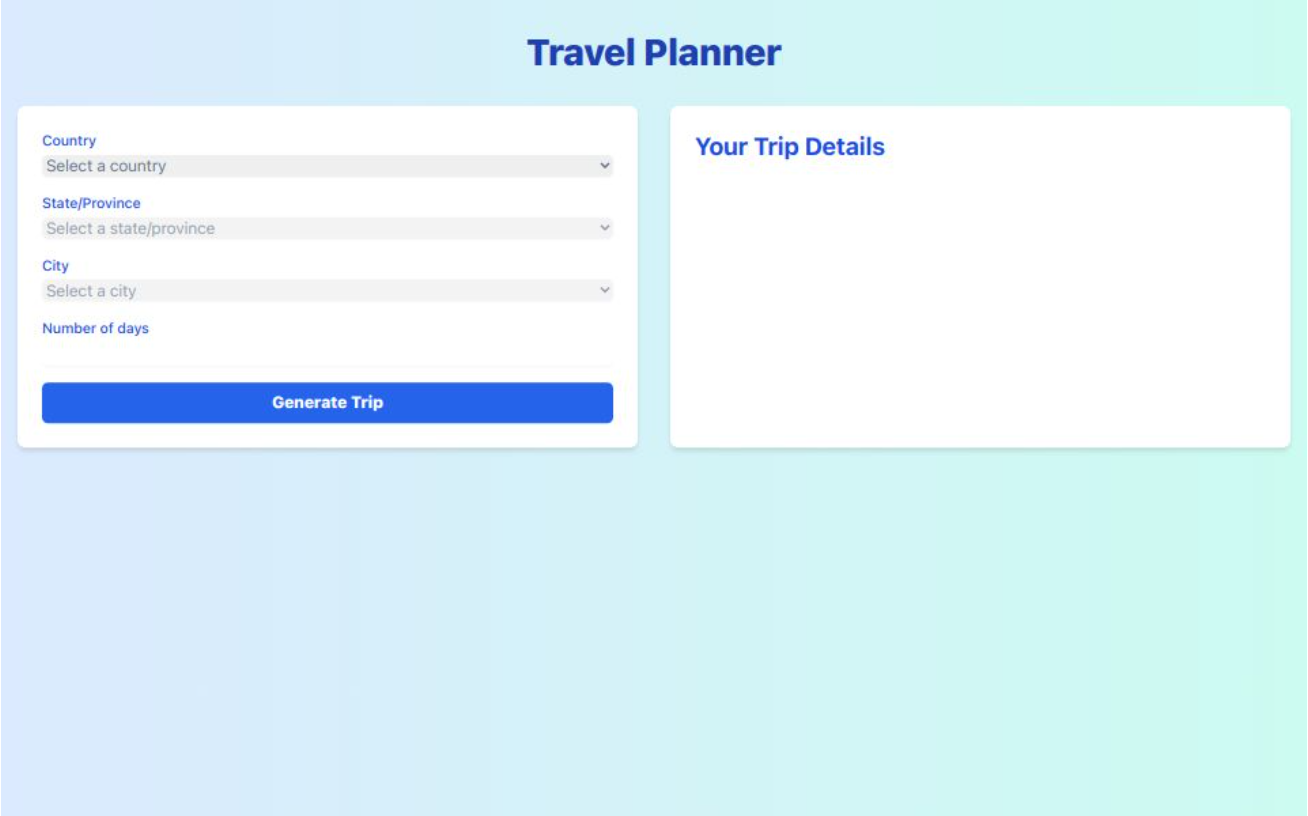 Travel Planner
Country
Select a country
State/Province
Select a state/province
City
Select a city
Number of days
Generate Trip
Your Trip Details